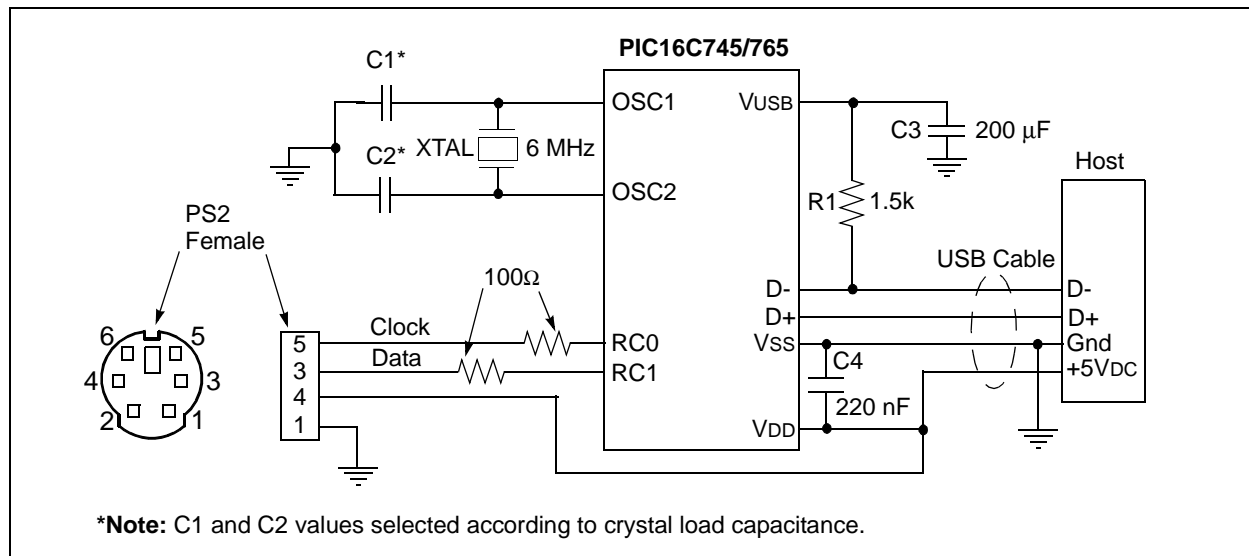 PIC16C745/765
C1*
OSC1
VUSB
C3
200 μF
C2*
XTAL
6 MHz
Host
OSC2
R1
1.5k
PS2
Female
USB Cable
100Ω
D-
D-
D+
D+
6
5
Clock
5
RC0
VSS
C4
Gnd
4
3
Data
3
RC1
+5VDC
4
2
1
1
220 nF
VDD
*Note: C1 and C2 values selected according to crystal load capacitance.